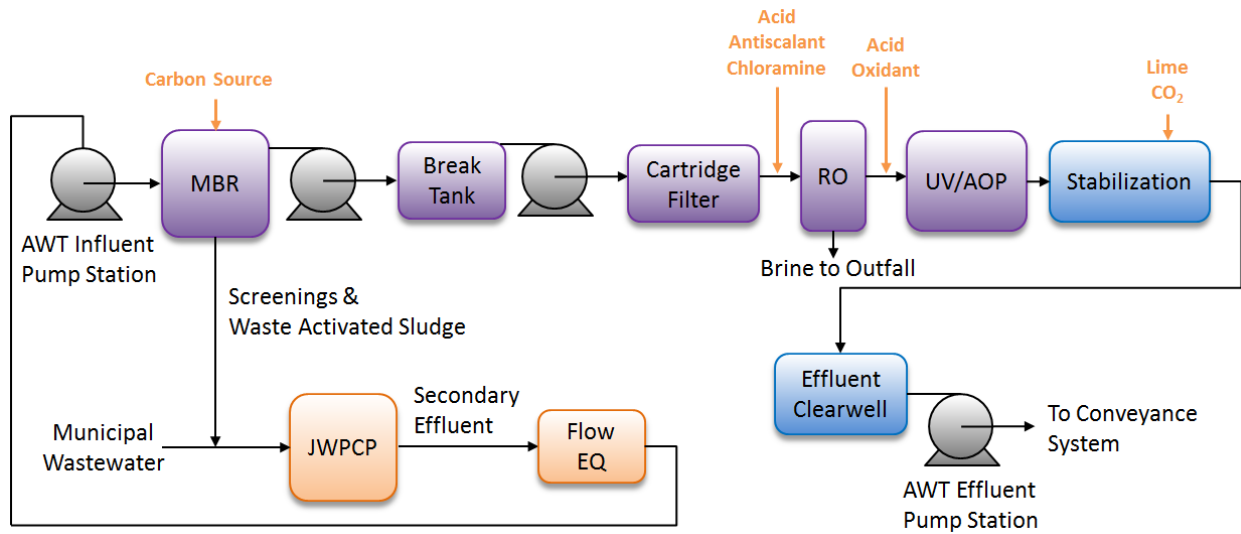 Acid
Antiscalant
Chloramine
Acid
Oxidant
Lime
CO₂
Carbon Source
MBR
Break
Tank
Cartridge
Filter
RO
UV/AOP
Stabilization
AWT Influent
Pump Station
Brine to Outfall
Screenings &
Waste Activated Sludge
Effluent
Clearwell
Secondary
Effluent
Municipal
Wastewater
JWPCP
Flow
EQ
To Conveyance
System
AWT Effluent
Pump Station